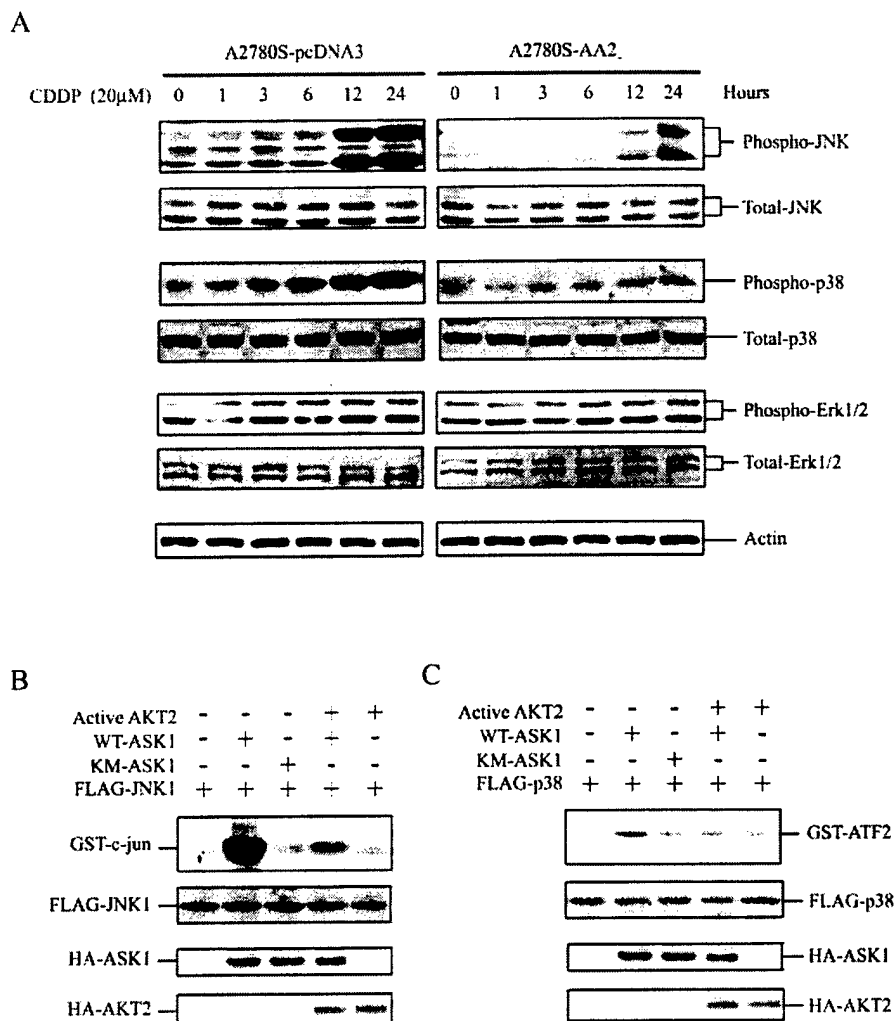 A
A2780S-pcDNA3 A2780S-AA2
CDDP (20μM) 0 1 3 6 12 24 0 1 3 6 12 24 Hours
Phospho-JNK
Total-JNK
Phospho-p38
Total-p38
Phospho-Erk1/2
Total-Erk1/2
Actin
B
Active AKT2 - - - + +
WT-ASK1 - + - + -
KM-ASK1 - - + - -
FLAG-JNK1 + + + + +
GST-c-jun
FLAG-JNK1
HA-ASK1
HA-AKT2
C
Active AKT2 - - - + +
WT-ASK1 - + - + -
KM-ASK1 - - + - -
FLAG-p38 + + + + +
GST-ATF2
FLAG-p38
HA-ASK1
HA-AKT2